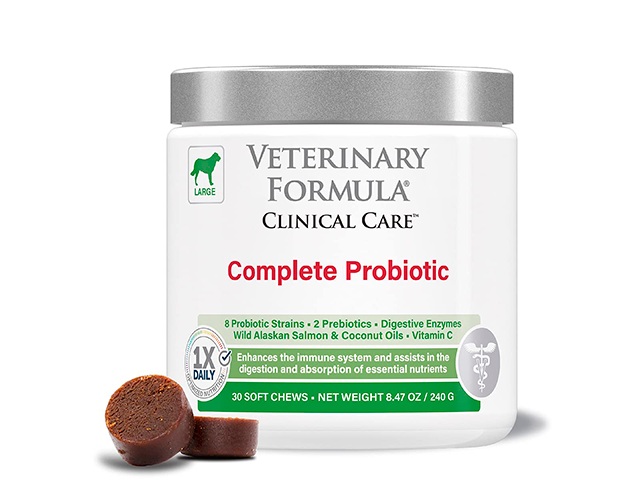 LARGE
VETERINARY
FORMULA®
CLINICAL CARE™
Complete Probiotic
8 Probiotic Strains • 2 Prebiotics • Digestive Enzymes
Wild Alaskan Salmon & Coconut Oils • Vitamin C
1X
DAILY
OPTIMISED NUTRITION
Enhances the immune system and assists in the
digestion and absorption of essential nutrients
30 SOFT CHEWS • NET WEIGHT 8.47 OZ / 240 G